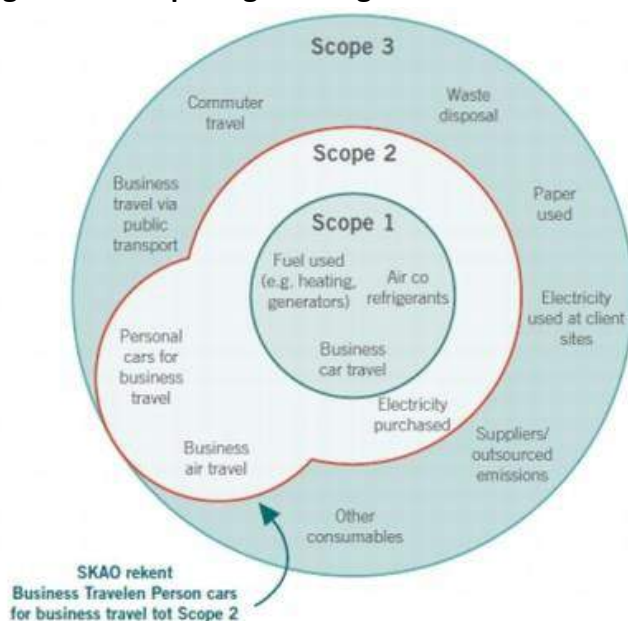 Scope 3
Commuter
travel
Waste
disposal
Scope 2
Business
travel via
public
transport
Paper
used
Scope 1
Fuel used
(e.g. heating,
generators)
Air co
refrigerants
Electricity
used at client
sites
Personal
cars for
business
travel
Business
car travel
Electricity
purchased
Business
air travel
Suppliers/
outsourced
emissions
Other
consumables
SKAO rekent
Business Travelen Person cars
for business travel tot Scope 2